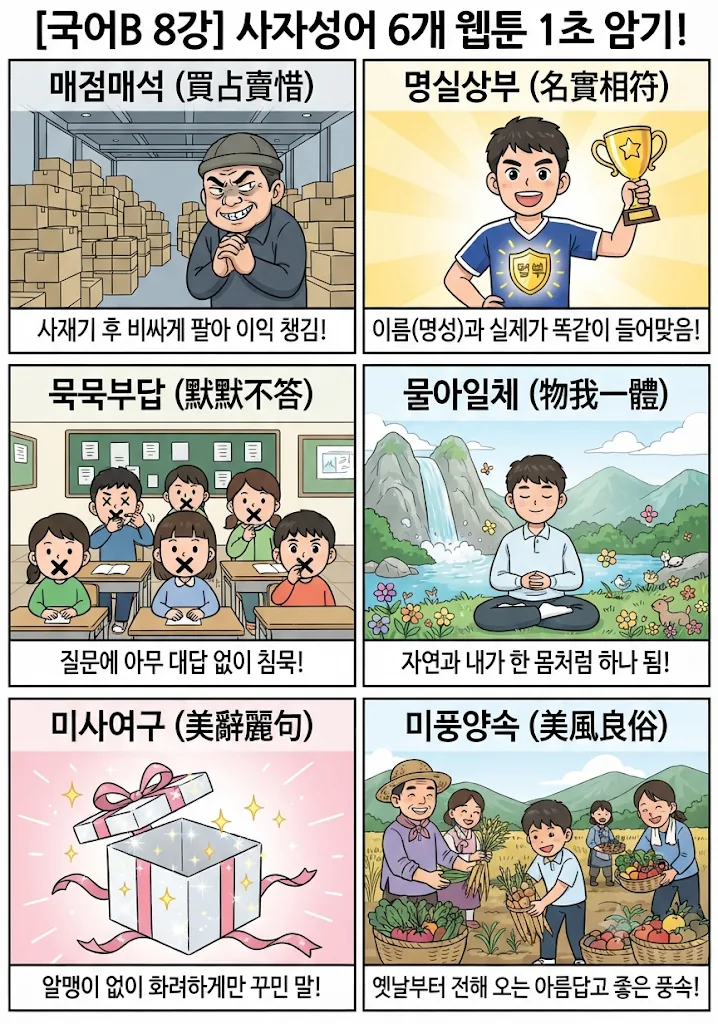 [국어B 8강] 사자성어 6개 웹툰 1초 암기!
매점매석 (買占賣惜)
사재기 후 비싸게 팔아 이익 챙김!
명실상부 (名實相符)
이름(명성)과 실제가 똑같이 들어맞음!
묵묵부답 (默默不答)
질문에 아무 대답 없이 침묵!
물아일체 (物我一體)
자연과 내가 한 몸처럼 하나 됨!
미사여구 (美辭麗句)
알맹이 없이 화려하게만 꾸민 말!
미풍양속 (美風良俗)
옛날부터 전해 오는 아름답고 좋은 풍속!